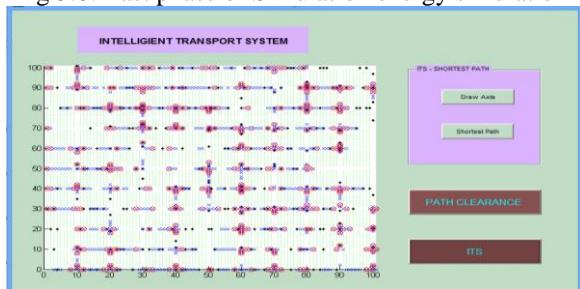 INTELLIGIENT TRANSPORT SYSTEM
100
90
80
70
60
50
40
30
20
10
0
0 10 20 30 40 50 60 70 80 90 100
ITS - SHORTEST PATH
Draw Axis
Shortest Path
PATH CLEARANCE
ITS